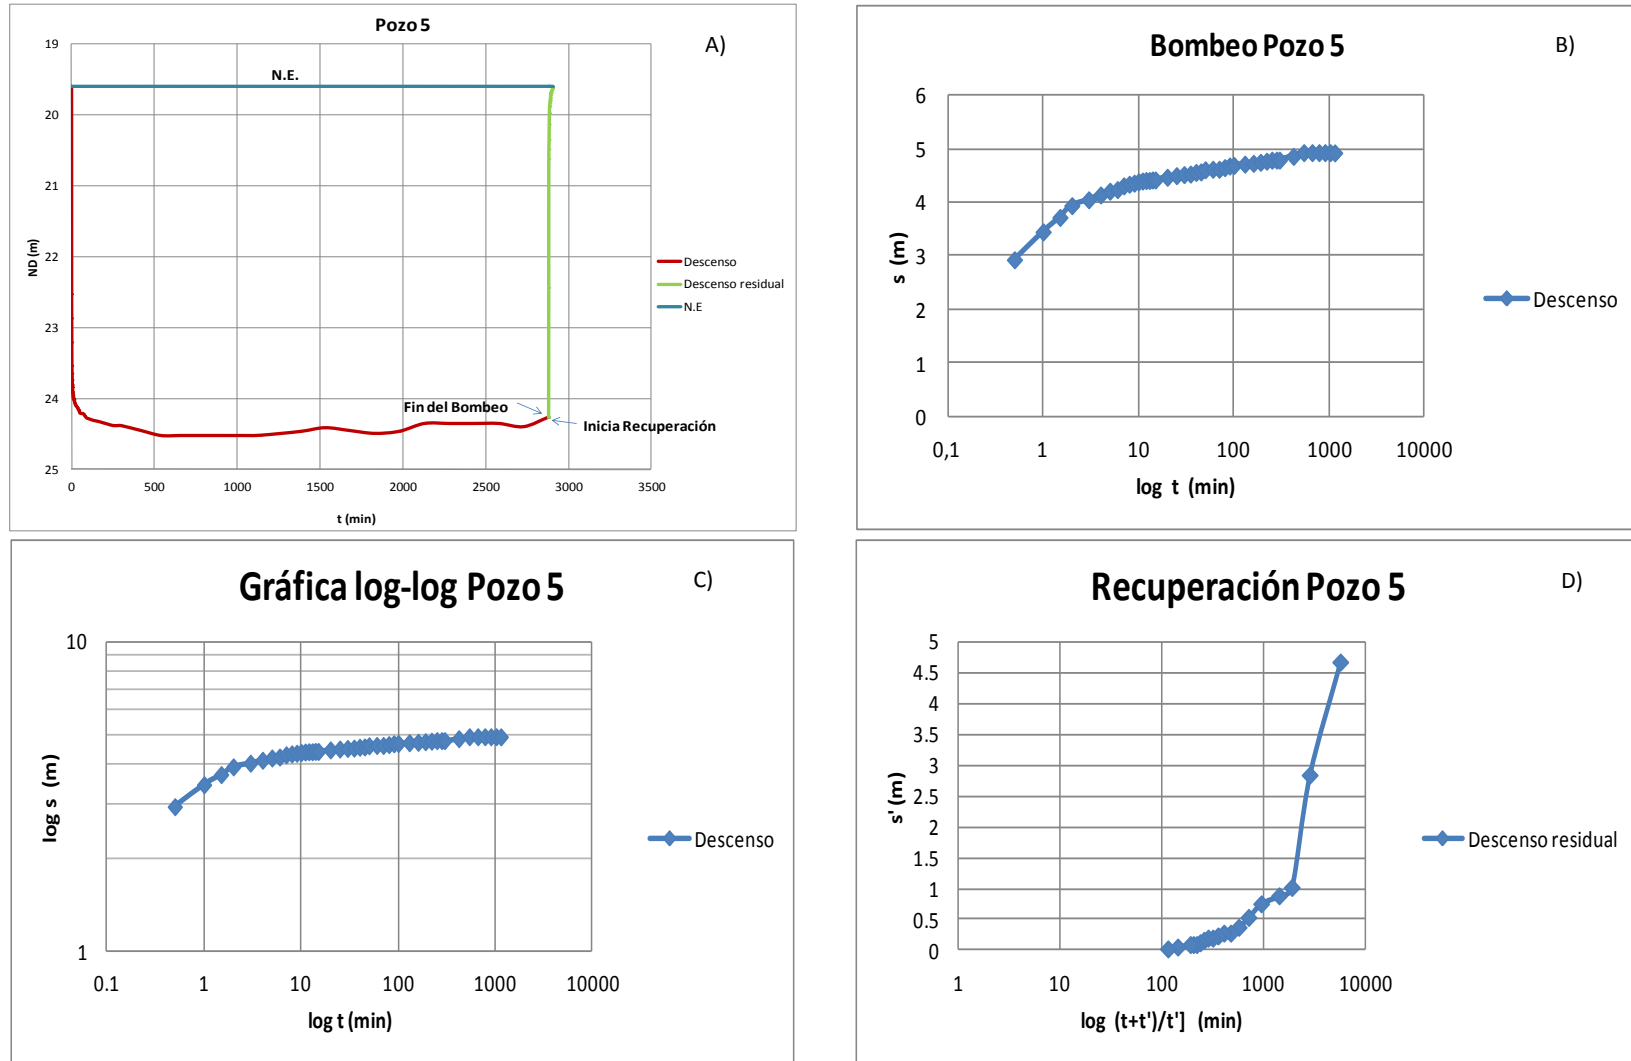 Pozo 5
A)
19
20
21
22
23
24
25
ND (m)
N.E.
Descenso
Descenso residual
N.E
Fin del Bombeo
Inicia Recuperación
0 500 1000 1500 2000 2500 3000 3500
t (min)
Bombeo Pozo 5
B)
6
5
4
3
2
1
0
s (m)
Descenso
0,1 1 10 100 1000 10000
log t (min)
Gráfica log-log Pozo 5
C)
10
1
log s (m)
Descenso
0.1 1 10 100 1000 10000
log t (min)
Recuperación Pozo 5
D)
5
4.5
4
3.5
3
2.5
2
1.5
1
0.5
0
s' (m)
Descenso residual
1 100 1000 10000
log (t+t')/t'] (min)